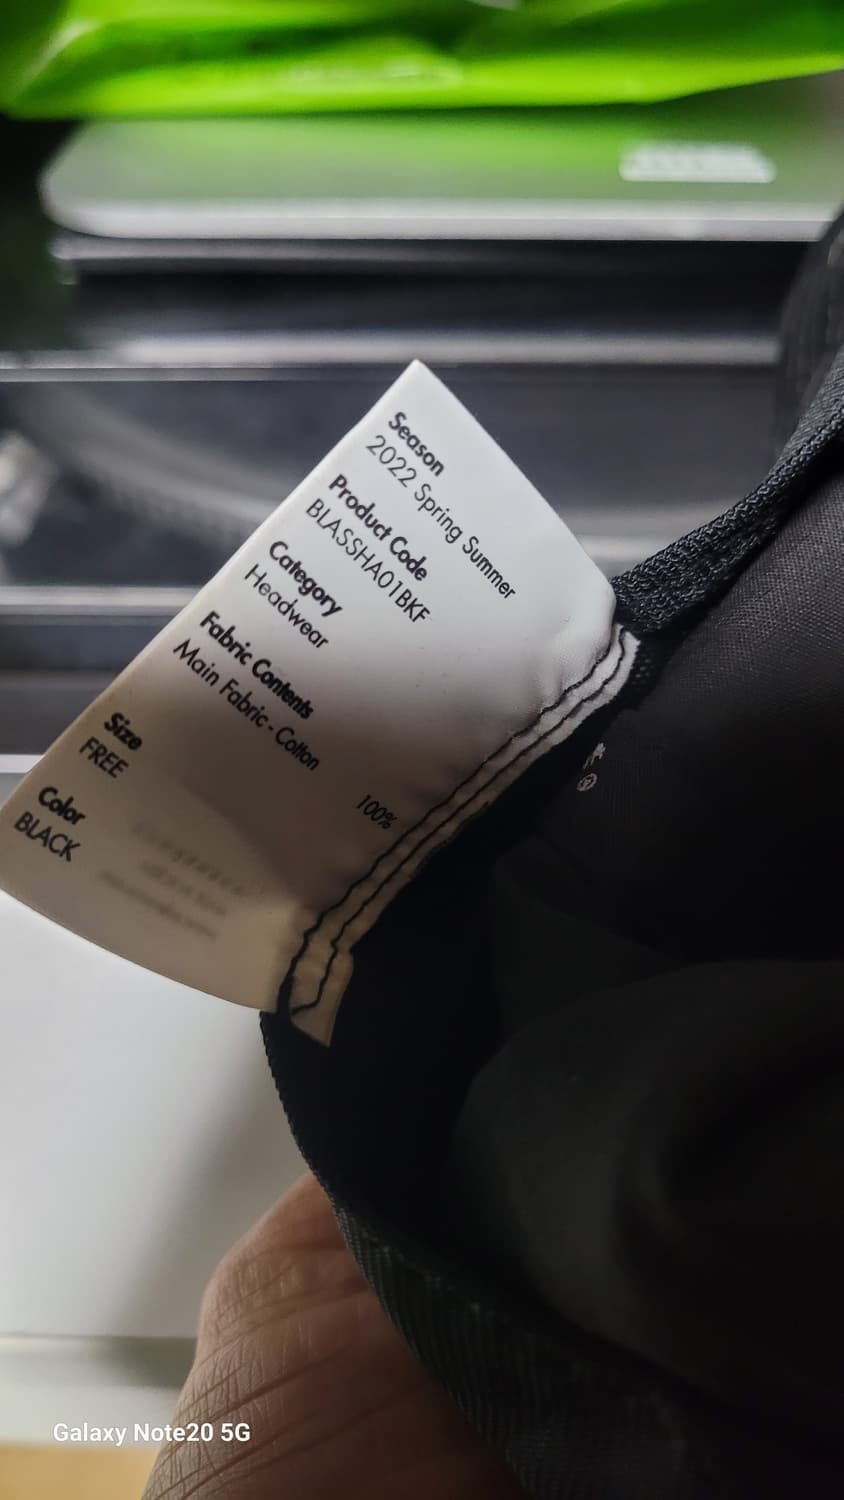 Season
2022 Spring Summer
Product Code
BLASSHA01BKF
Category
Headwear
Fabric Contents
Main Fabric - Cotton 100%
Size
FREE
Color
BLACK
Galaxy Note20 5G